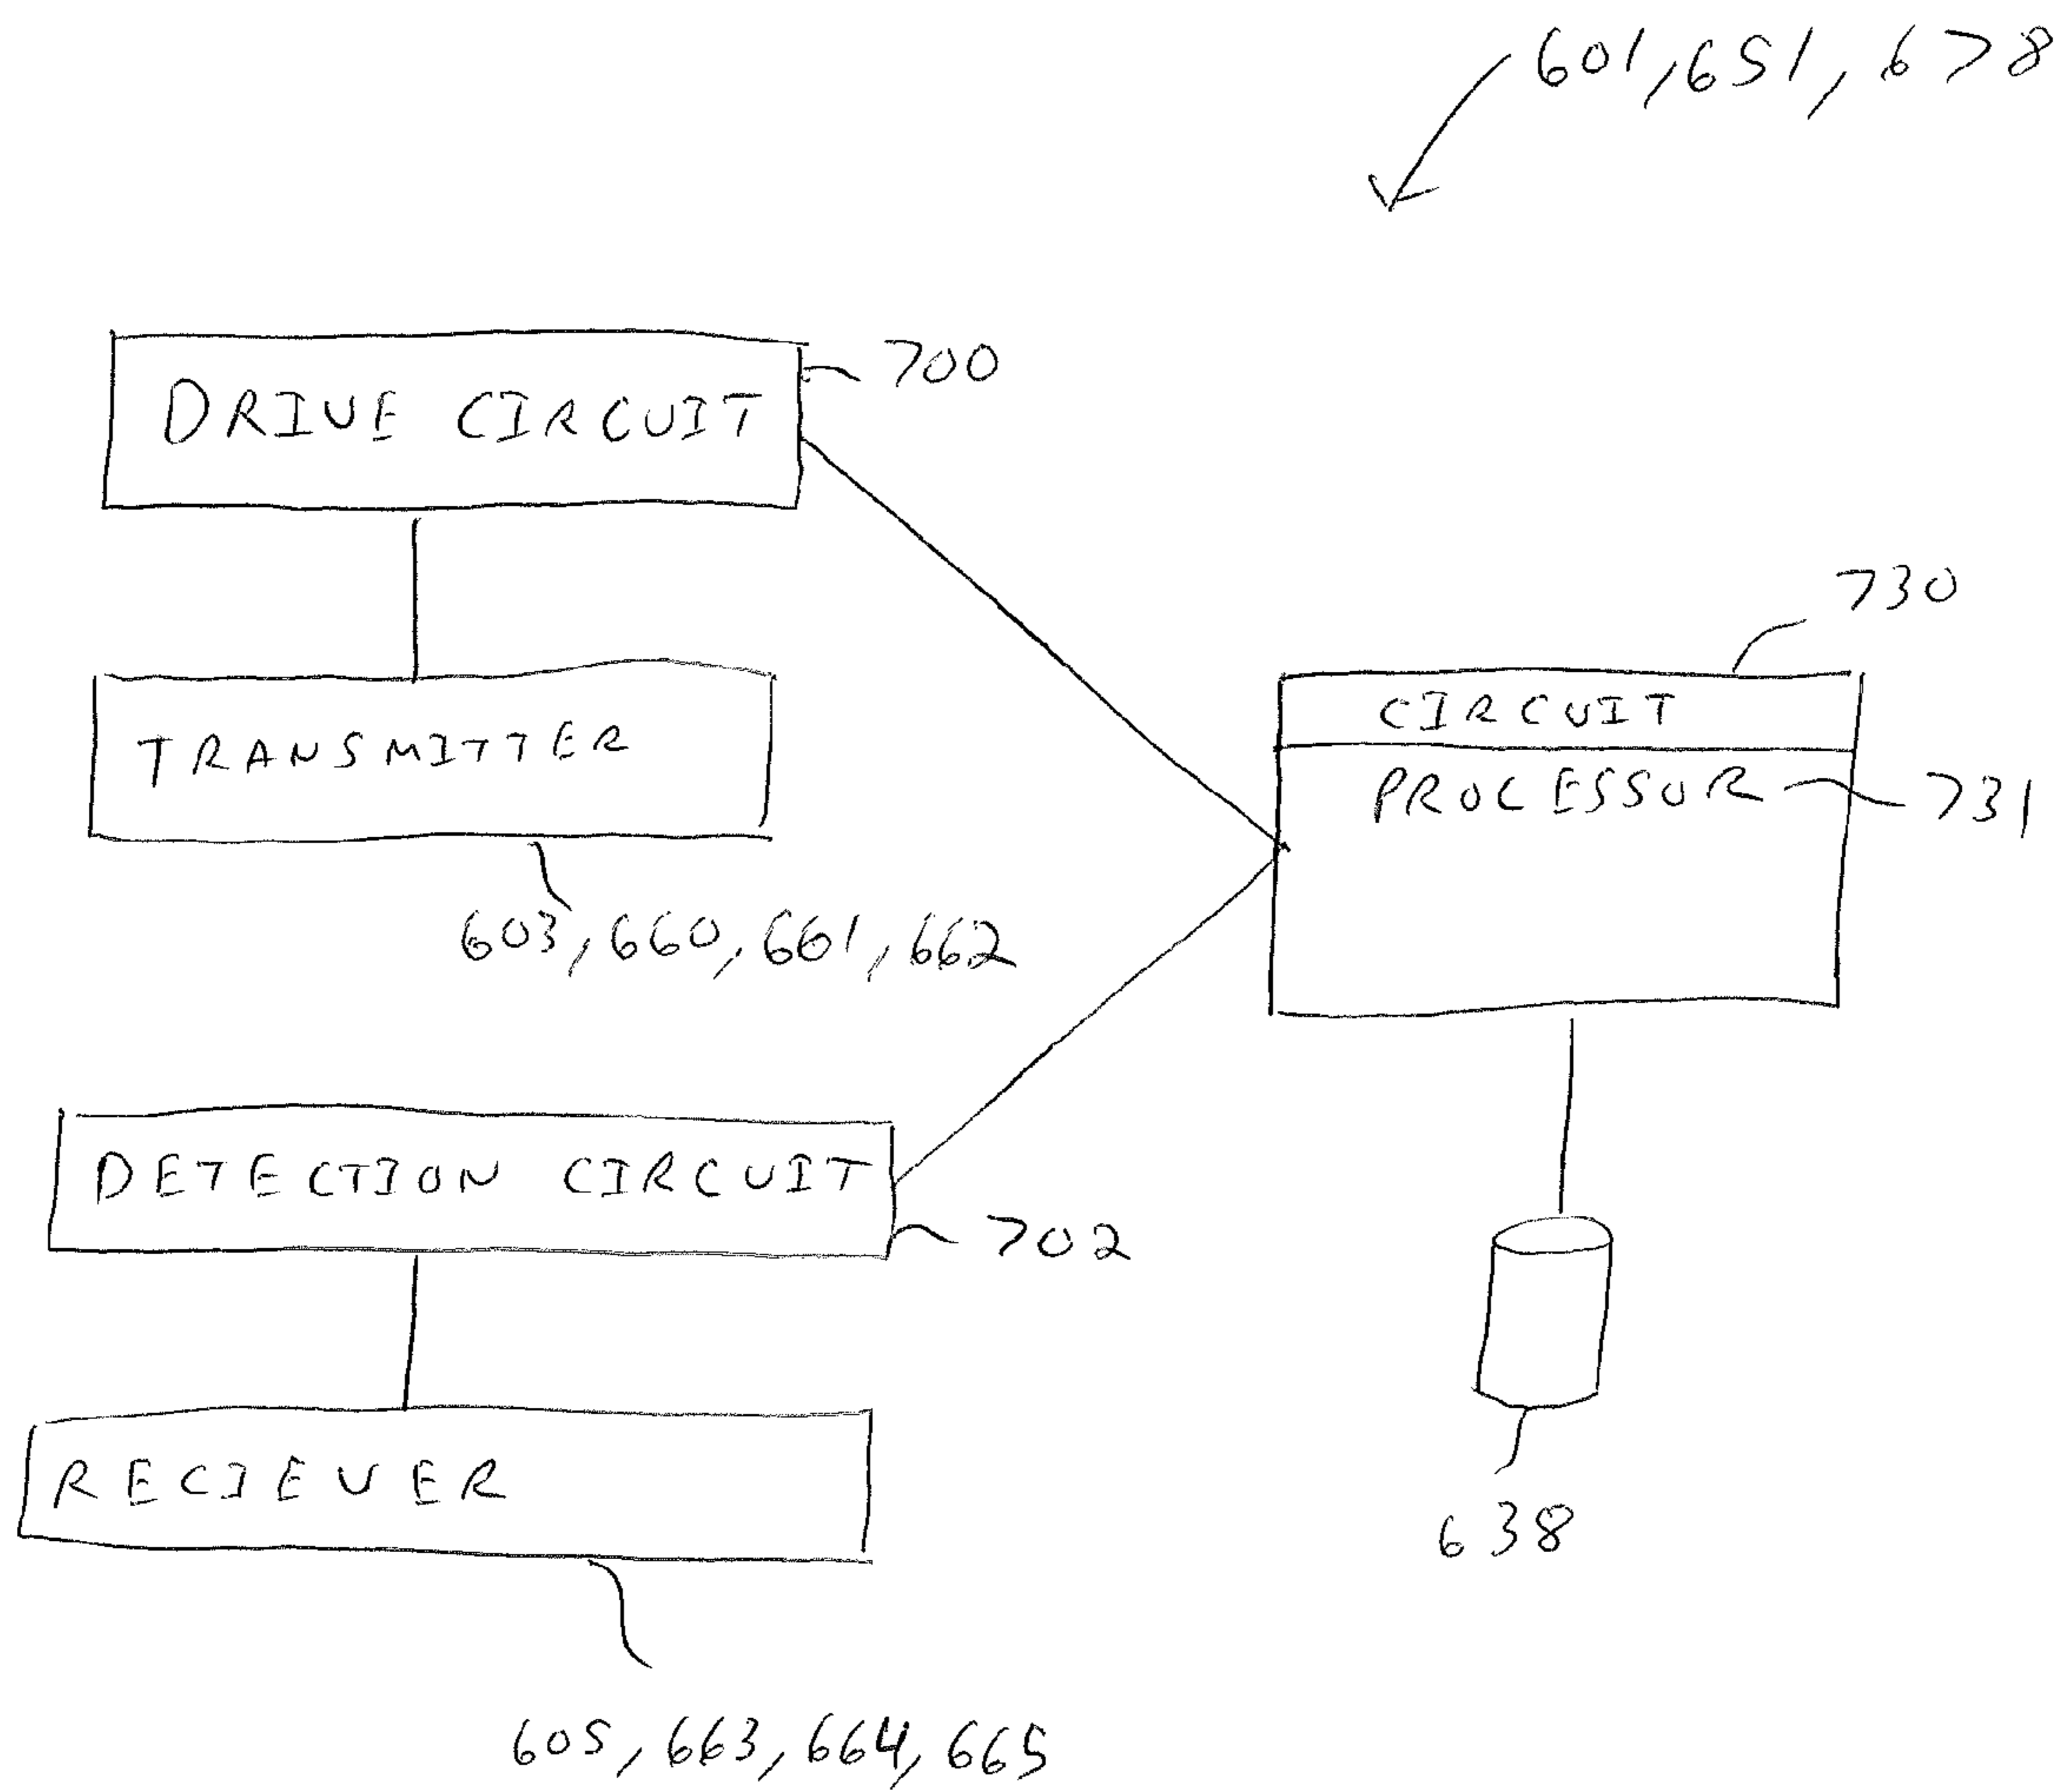 601, 651, 678
700
DRIVE CIRCUIT
730
CIRCUIT
TRANSMITTER
PROCESSOR
731
603, 660, 661, 662
DETECTION CIRCUIT
702
RECIEVER
638
605, 663, 664, 665